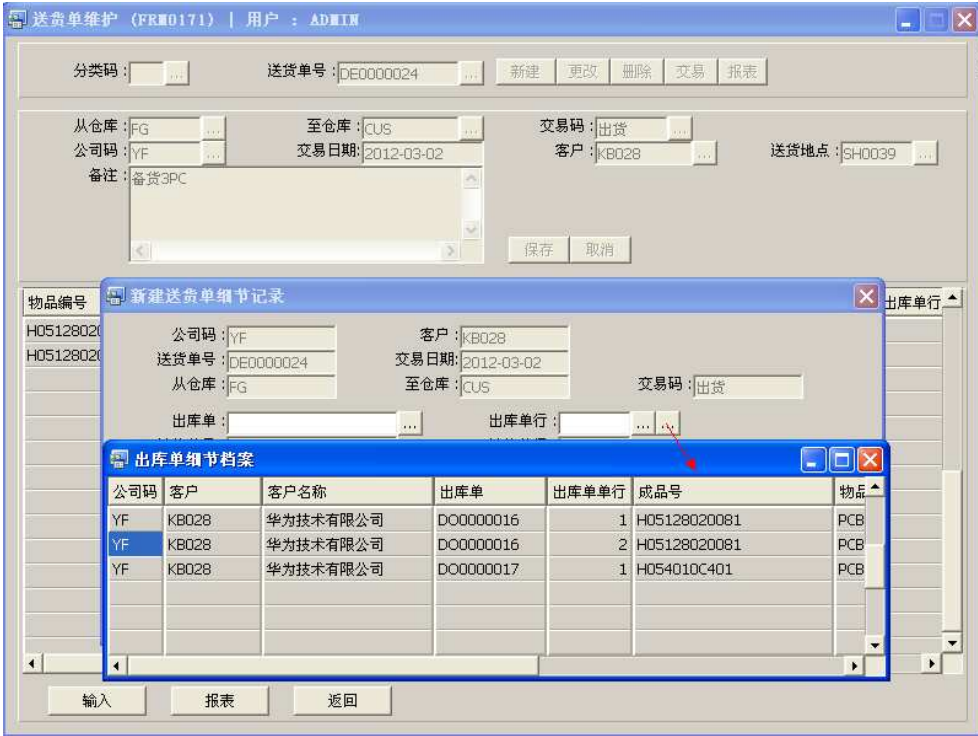 送货单维护 (FRM0171) | 用户 : ADMIN
分类码 : ... 送货单号 : DE0000024 ... 新建 更改 删除 交易 报表
从仓库 : FG ... 至仓库 : CUS ... 交易码 : 出货 ...
公司码 : YF ... 交易日期: 2012-03-02 客户 : KB028 ... 送货地点 : SH0039 ...
备注 : 备货3PC
保存 取消
物品编号 出库单行
H05128020
H05128020
新建送货单细节记录
公司码 : YF 客户 : KB028
送货单号 : DE0000024 交易日期: 2012-03-02
从仓库 : FG 至仓库 : CUS 交易码 : 出货
出库单 : ... 出库单行 : ... ...
出库单细节档案
公司码 客户 客户名称 出库单 出库单单行 成品号 物品
YF KB028 华为技术有限公司 DO0000016 1 H05128020081 PCB
YF KB028 华为技术有限公司 DO0000016 2 H05128020081 PCB
YF KB028 华为技术有限公司 DO0000017 1 H054010C401 PCB
输入 报表 返回